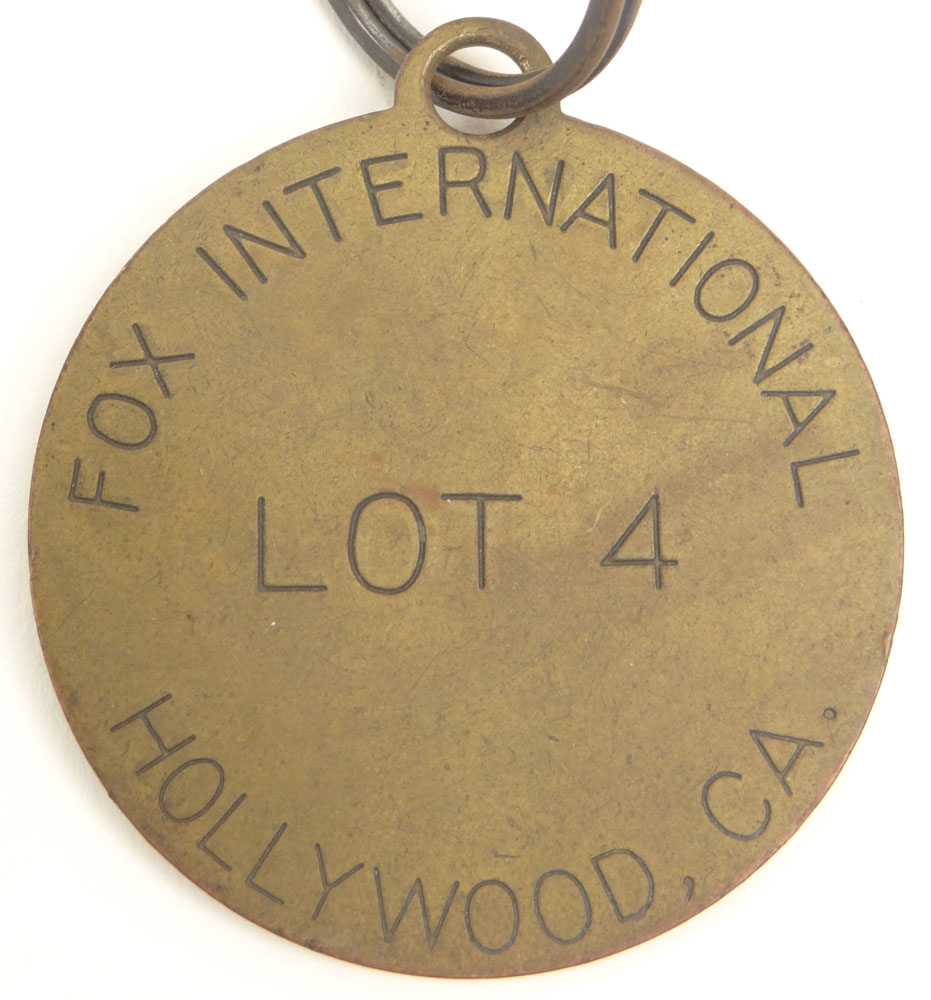 FOX INTERNATIONAL
LOT 4
HOLLYWOOD, CA.